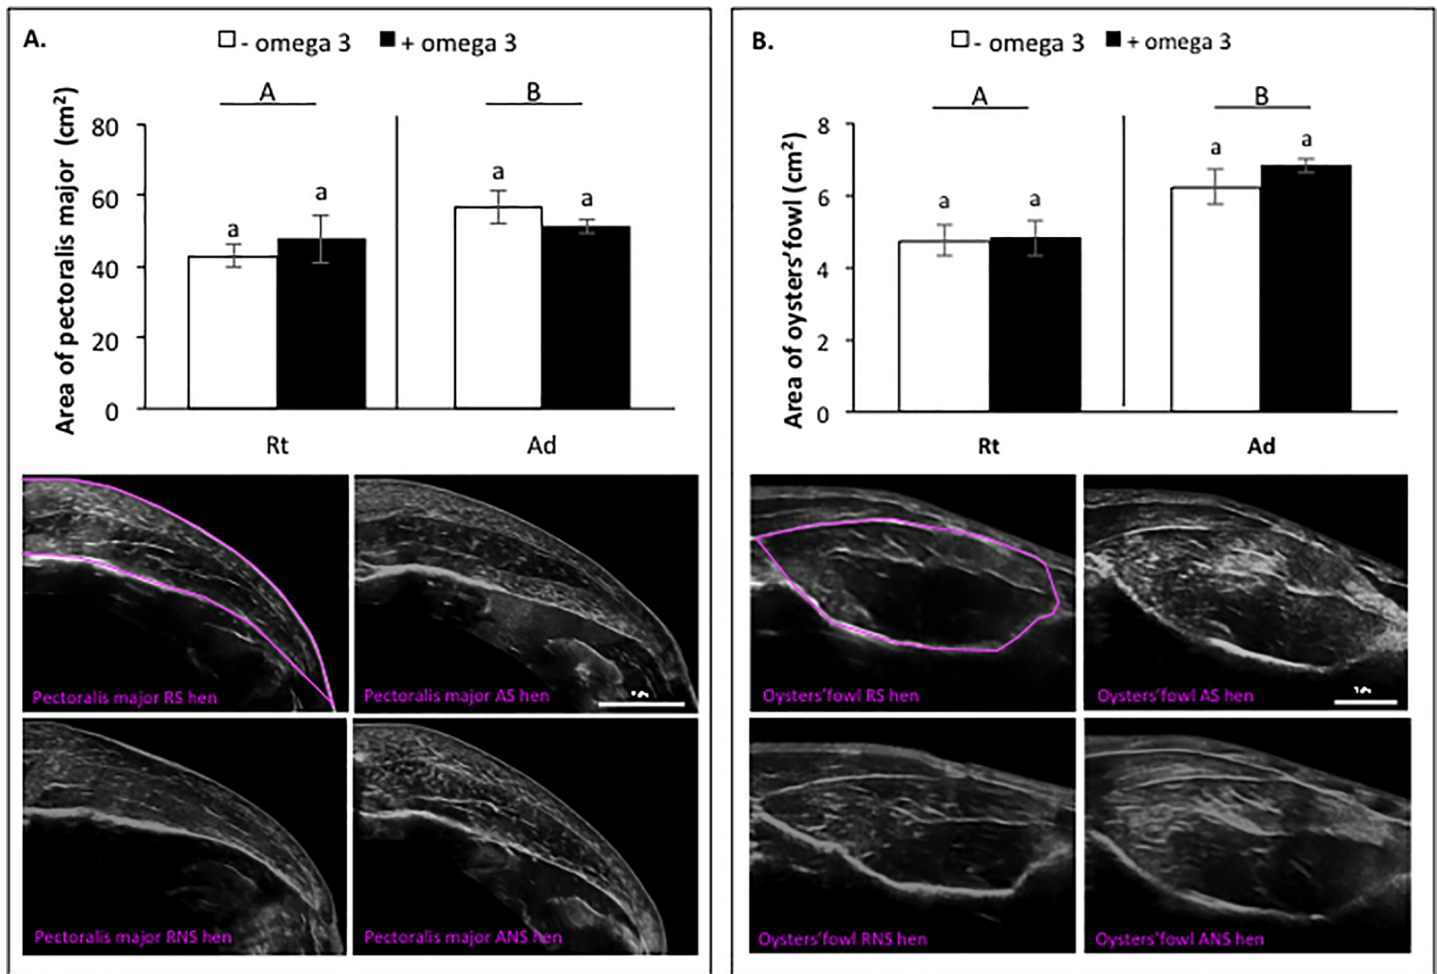 A.
- omega 3 + omega 3
A B
Area of pectoralis major (cm²)
80
60
40
20
0
a a a a
Rt Ad
Pectoralis major RS hen
Pectoralis major AS hen
Pectoralis major RNS hen
Pectoralis major ANS hen
B.
- omega 3 + omega 3
A B
Area of oysters'fowl (cm²)
8
6
4
2
0
a a a a
Rt Ad
Oysters'fowl RS hen
Oysters'fowl AS hen
Oysters'fowl RNS hen
Oysters'fowl ANS hen